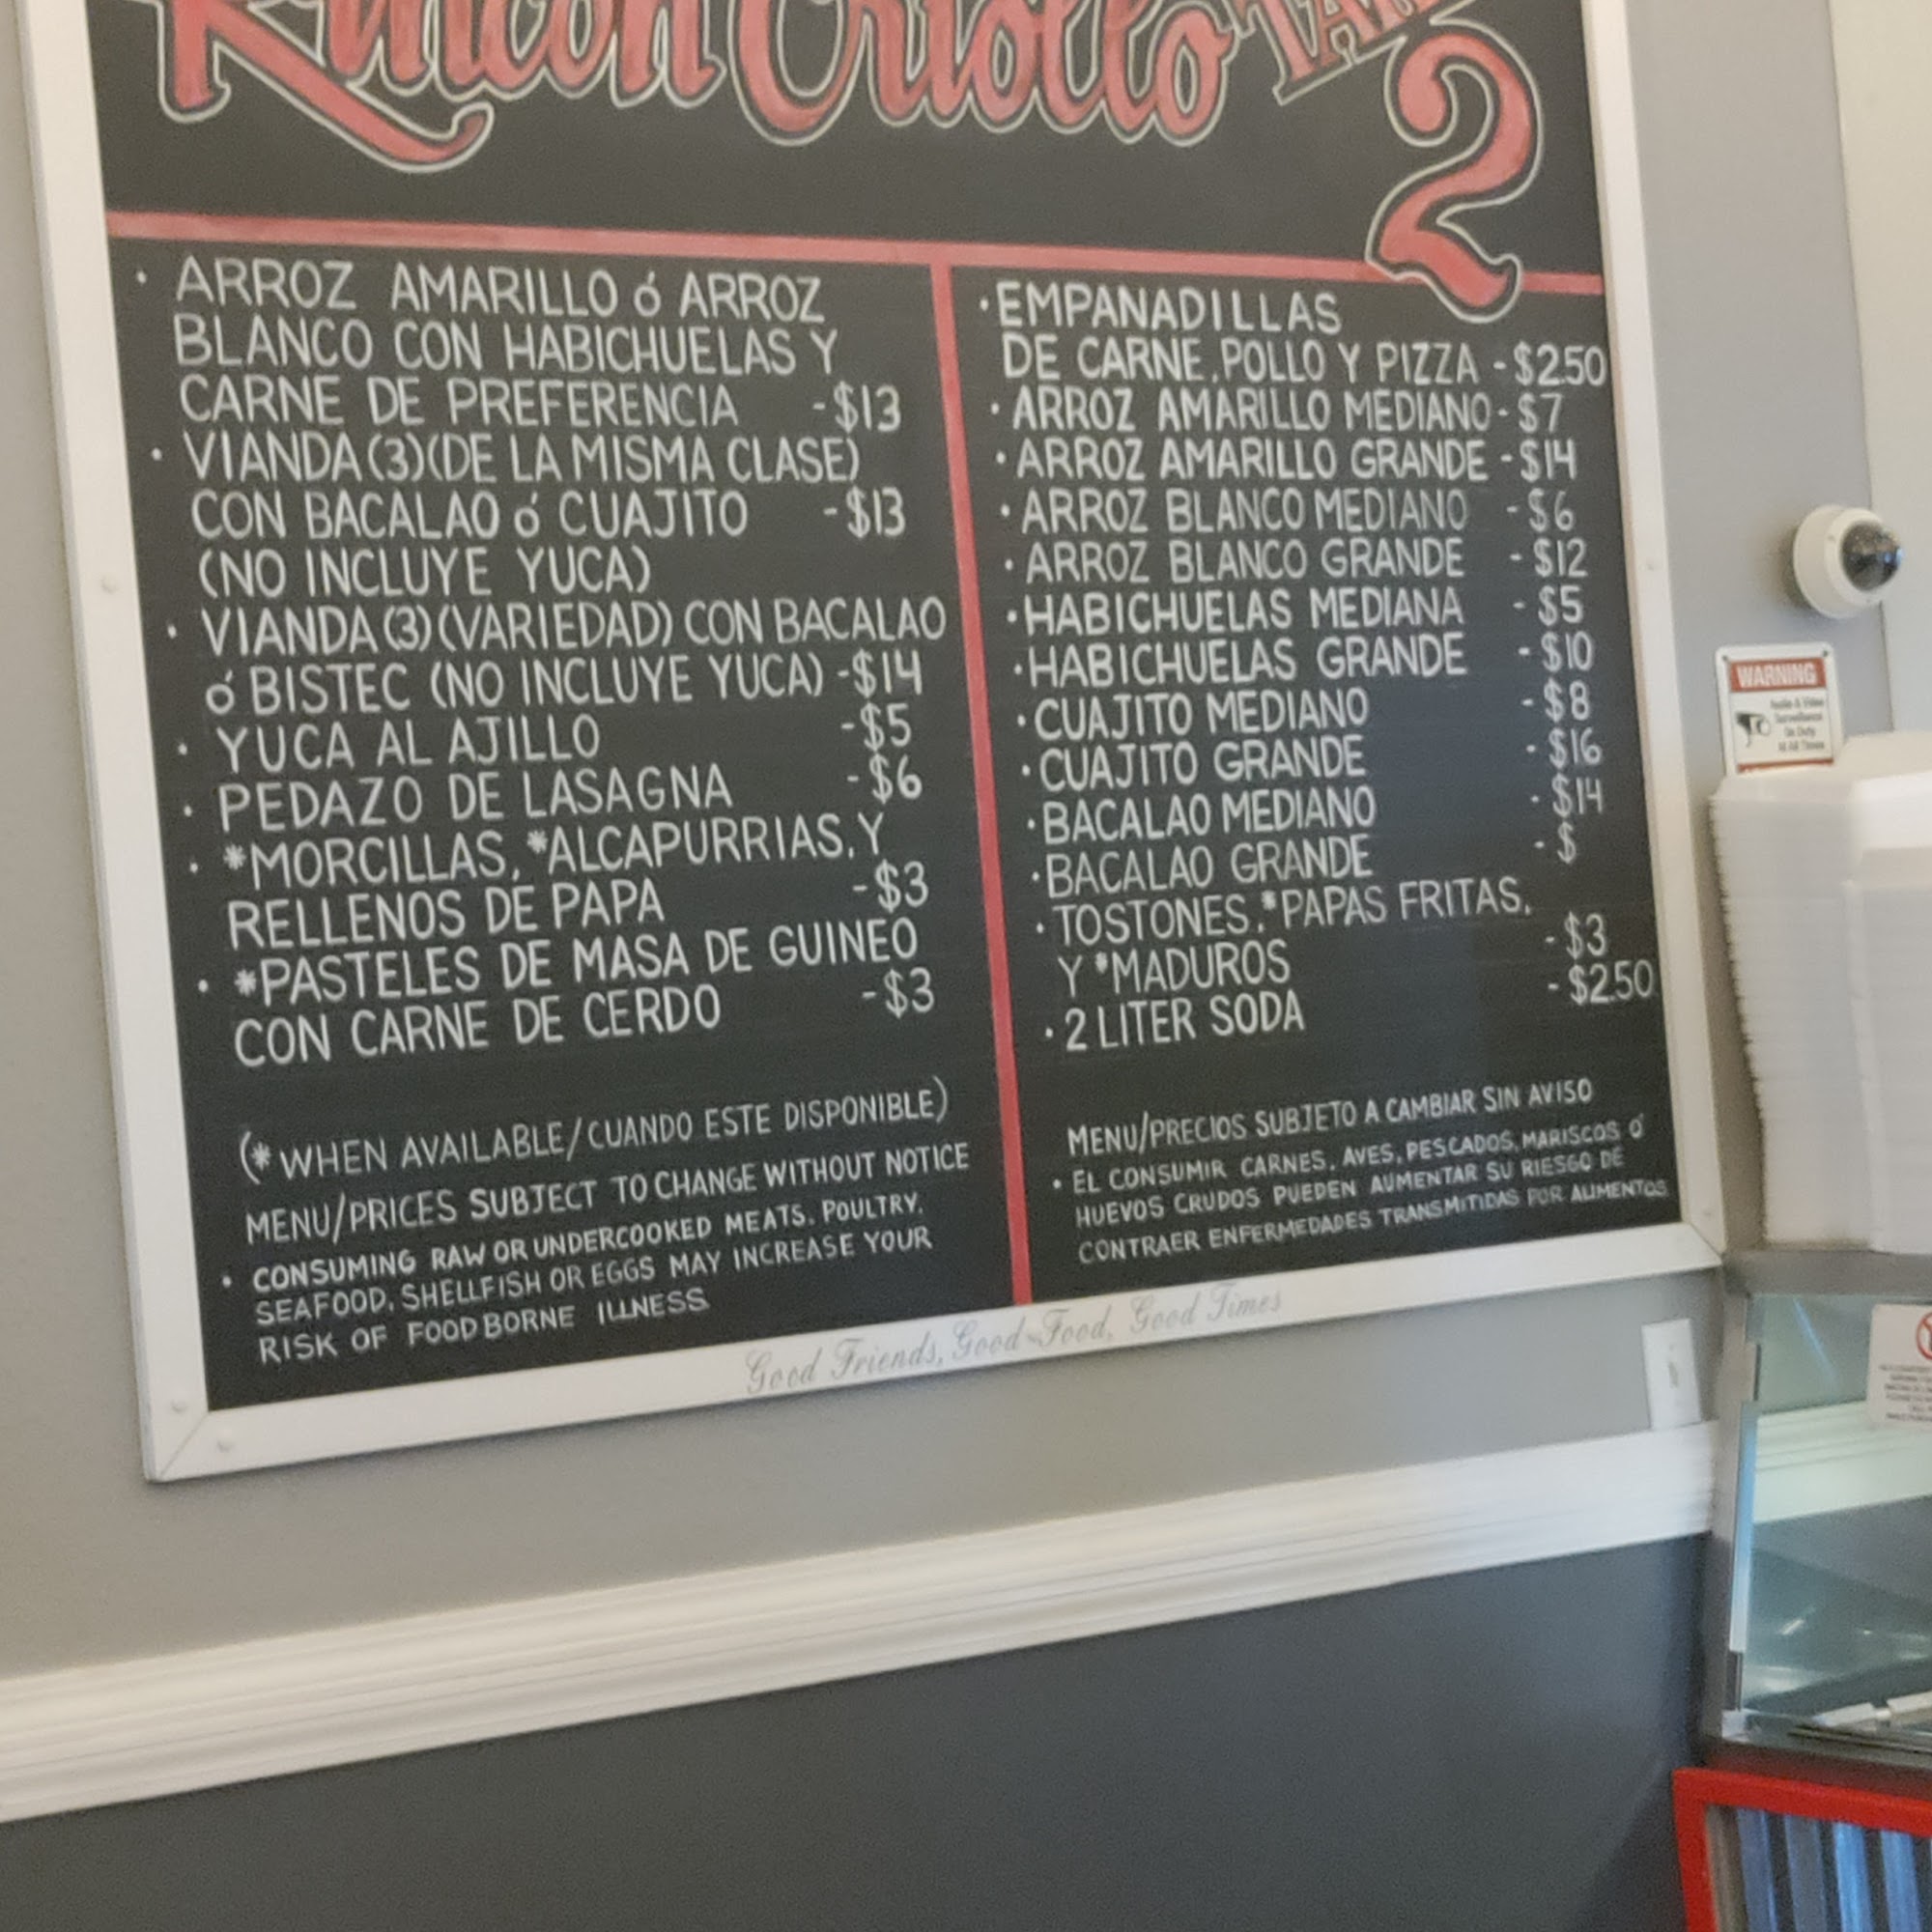 Rincon Criollo
2
• ARROZ AMARILLO ó ARROZ
BLANCO CON HABICHUELAS Y
CARNE DE PREFERENCIA -$13
• VIANDA (3) (DE LA MISMA CLASE)
CON BACALAO ó CUAJITO -$13
(NO INCLUYE YUCA)
• VIANDA (3) (VARIEDAD) CON BACALAO
ó BISTEC (NO INCLUYE YUCA) -$14
• YUCA AL AJILLO -$5
• PEDAZO DE LASAGNA -$6
• *MORCILLAS, *ALCAPURRIAS, Y
RELLENOS DE PAPA -$3
• *PASTELES DE MASA DE GUINEO
CON CARNE DE CERDO -$3
(* WHEN AVAILABLE/CUANDO ESTE DISPONIBLE)
MENU/PRICES SUBJECT TO CHANGE WITHOUT NOTICE
• CONSUMING RAW OR UNDERCOOKED MEATS, POULTRY,
SEAFOOD, SHELLFISH OR EGGS MAY INCREASE YOUR
RISK OF FOODBORNE ILLNESS
• EMPANADILLAS
DE CARNE, POLLO Y PIZZA -$2.50
• ARROZ AMARILLO MEDIANO -$7
• ARROZ AMARILLO GRANDE -$14
• ARROZ BLANCO MEDIANO -$6
• ARROZ BLANCO GRANDE -$12
• HABICHUELAS MEDIANA -$5
• HABICHUELAS GRANDE -$10
• CUAJITO MEDIANO -$8
• CUAJITO GRANDE -$16
• BACALAO MEDIANO -$14
• BACALAO GRANDE -$
• TOSTONES, *PAPAS FRITAS,
Y *MADUROS -$3
• 2 LITER SODA -$2.50
MENU/PRECIOS SUBJETO A CAMBIAR SIN AVISO
• EL CONSUMIR CARNES, AVES, PESCADOS, MARISCOS Ó
HUEVOS CRUDOS PUEDEN AUMENTAR SU RIESGO DE
CONTRAER ENFERMEDADES TRANSMITIDAS POR ALIMENTOS
Good Friends, Good Food, Good Times
WARNING
Audio & Video
Surveillance
On Duty
At All Times